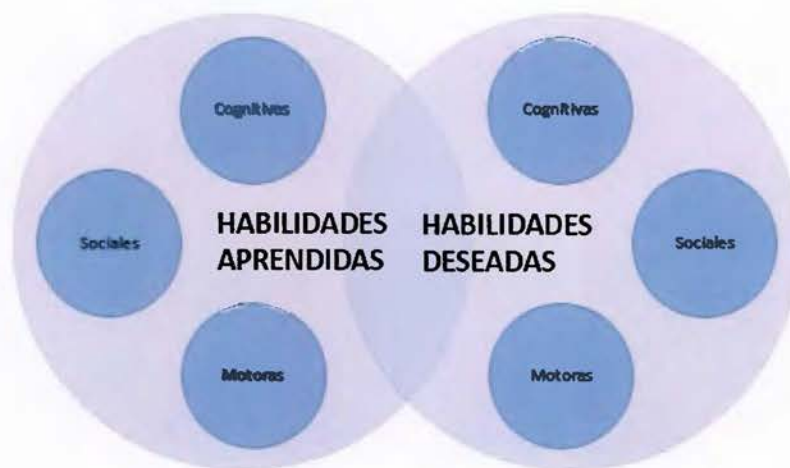 Cognitivas
Cognitivas
Sociales
HABILIDADES
APRENDIDAS
HABILIDADES
DESEADAS
Sociales
Motoras
Motoras